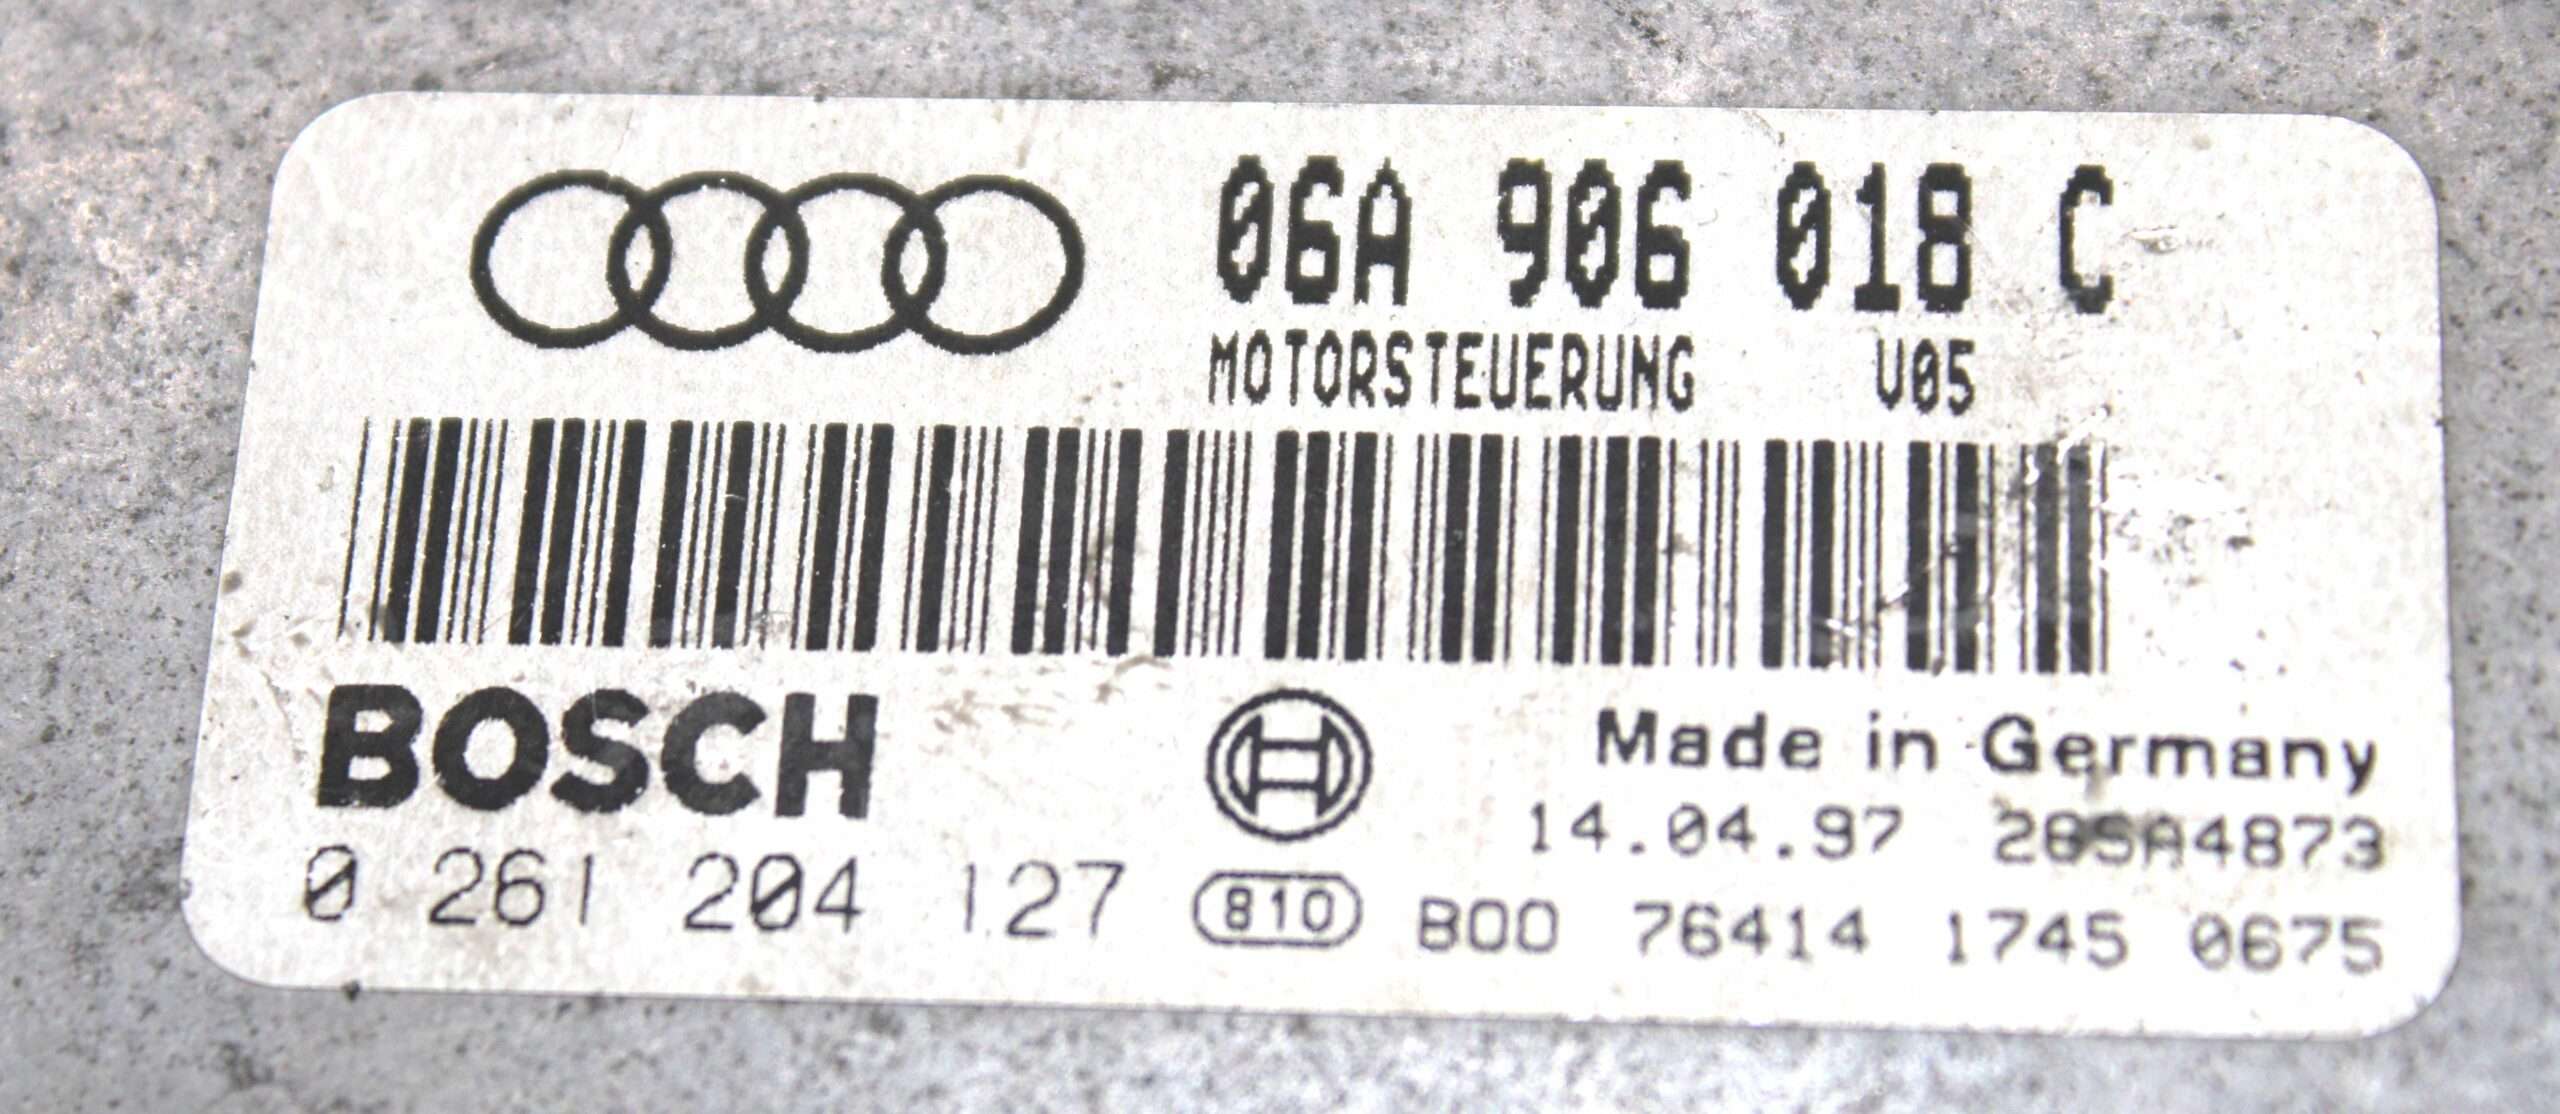 06A 906 018 C
MOTORSTEUERUNG V05
BOSCH
Made in Germany
14.04.97 28SA4873
0 261 204 127
810 B00 76414 1745 0675